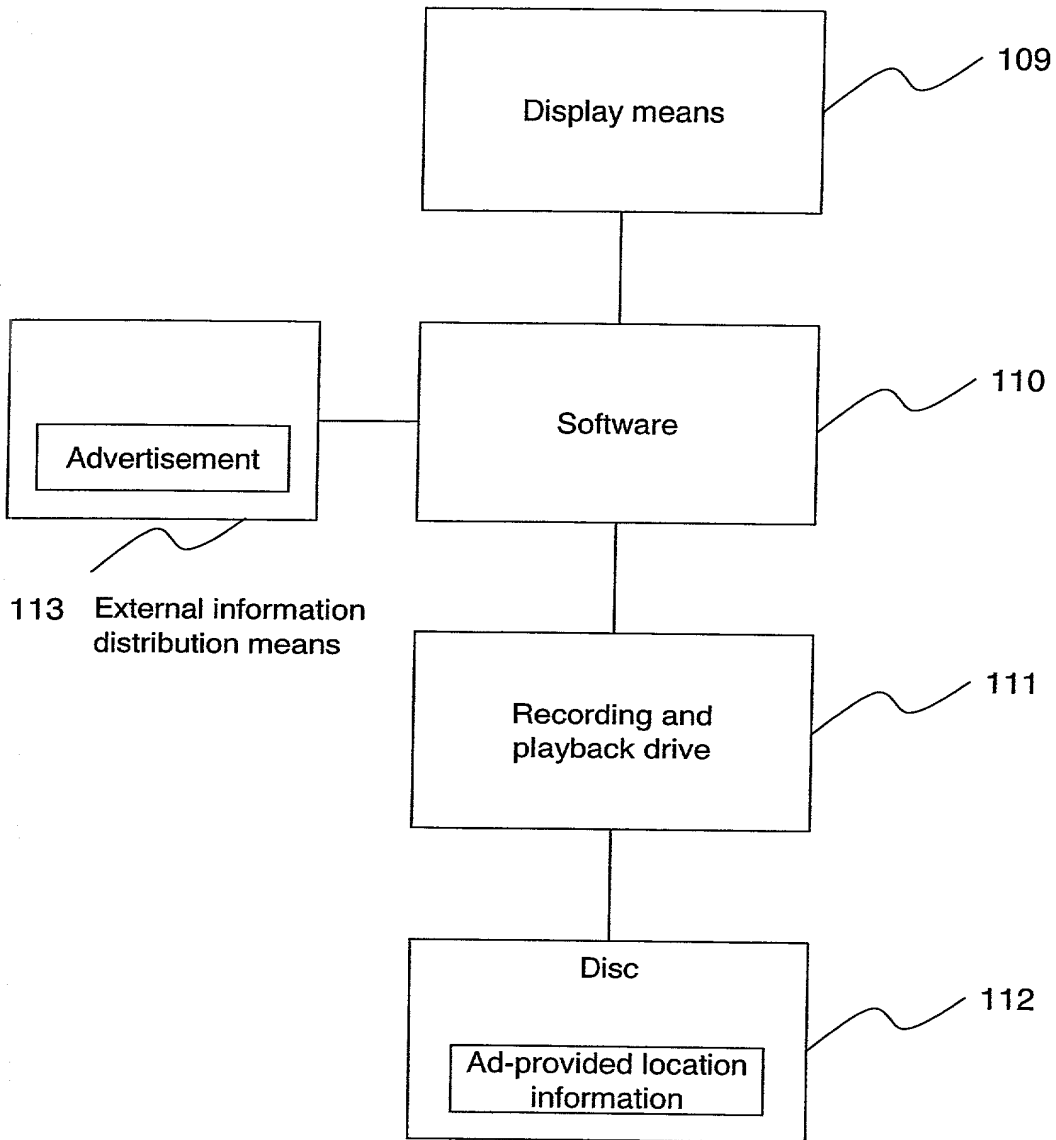 109
Display means
110
Software
Advertisement
113 External information
distribution means
111
Recording and
playback drive
Disc
112
Ad-provided location
information